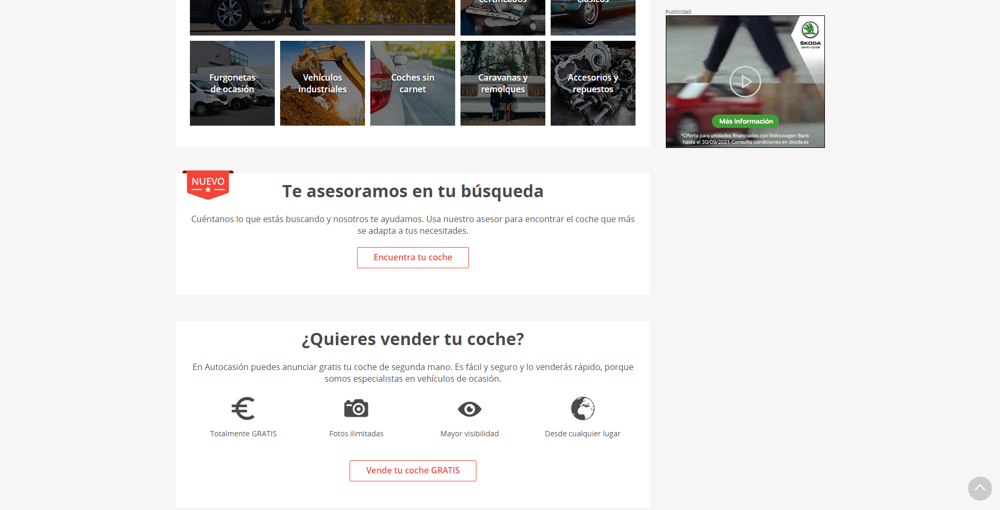 certificados
clásicos
Publicidad
ŠKODA
SIMPLY CLEVER
Furgonetas
de ocasión
Vehículos
industriales
Coches sin
carnet
Caravanas y
remolques
Accesorios y
repuestos
Más información
*Oferta para unidades financiadas con Volkswagen Bank
hasta el 30/09/2021. Consulta condiciones en skoda.es
NUEVO
Te asesoramos en tu búsqueda
Cuéntanos lo que estás buscando y nosotros te ayudamos. Usa nuestro asesor para encontrar el coche que más
se adapta a tus necesitades.
Encuentra tu coche
¿Quieres vender tu coche?
En Autocasión puedes anunciar gratis tu coche de segunda mano. Es fácil y seguro y lo venderás rápido, porque
somos especialistas en vehículos de ocasión.
Totalmente GRATIS
Fotos ilimitadas
Mayor visibilidad
Desde cualquier lugar
Vende tu coche GRATIS